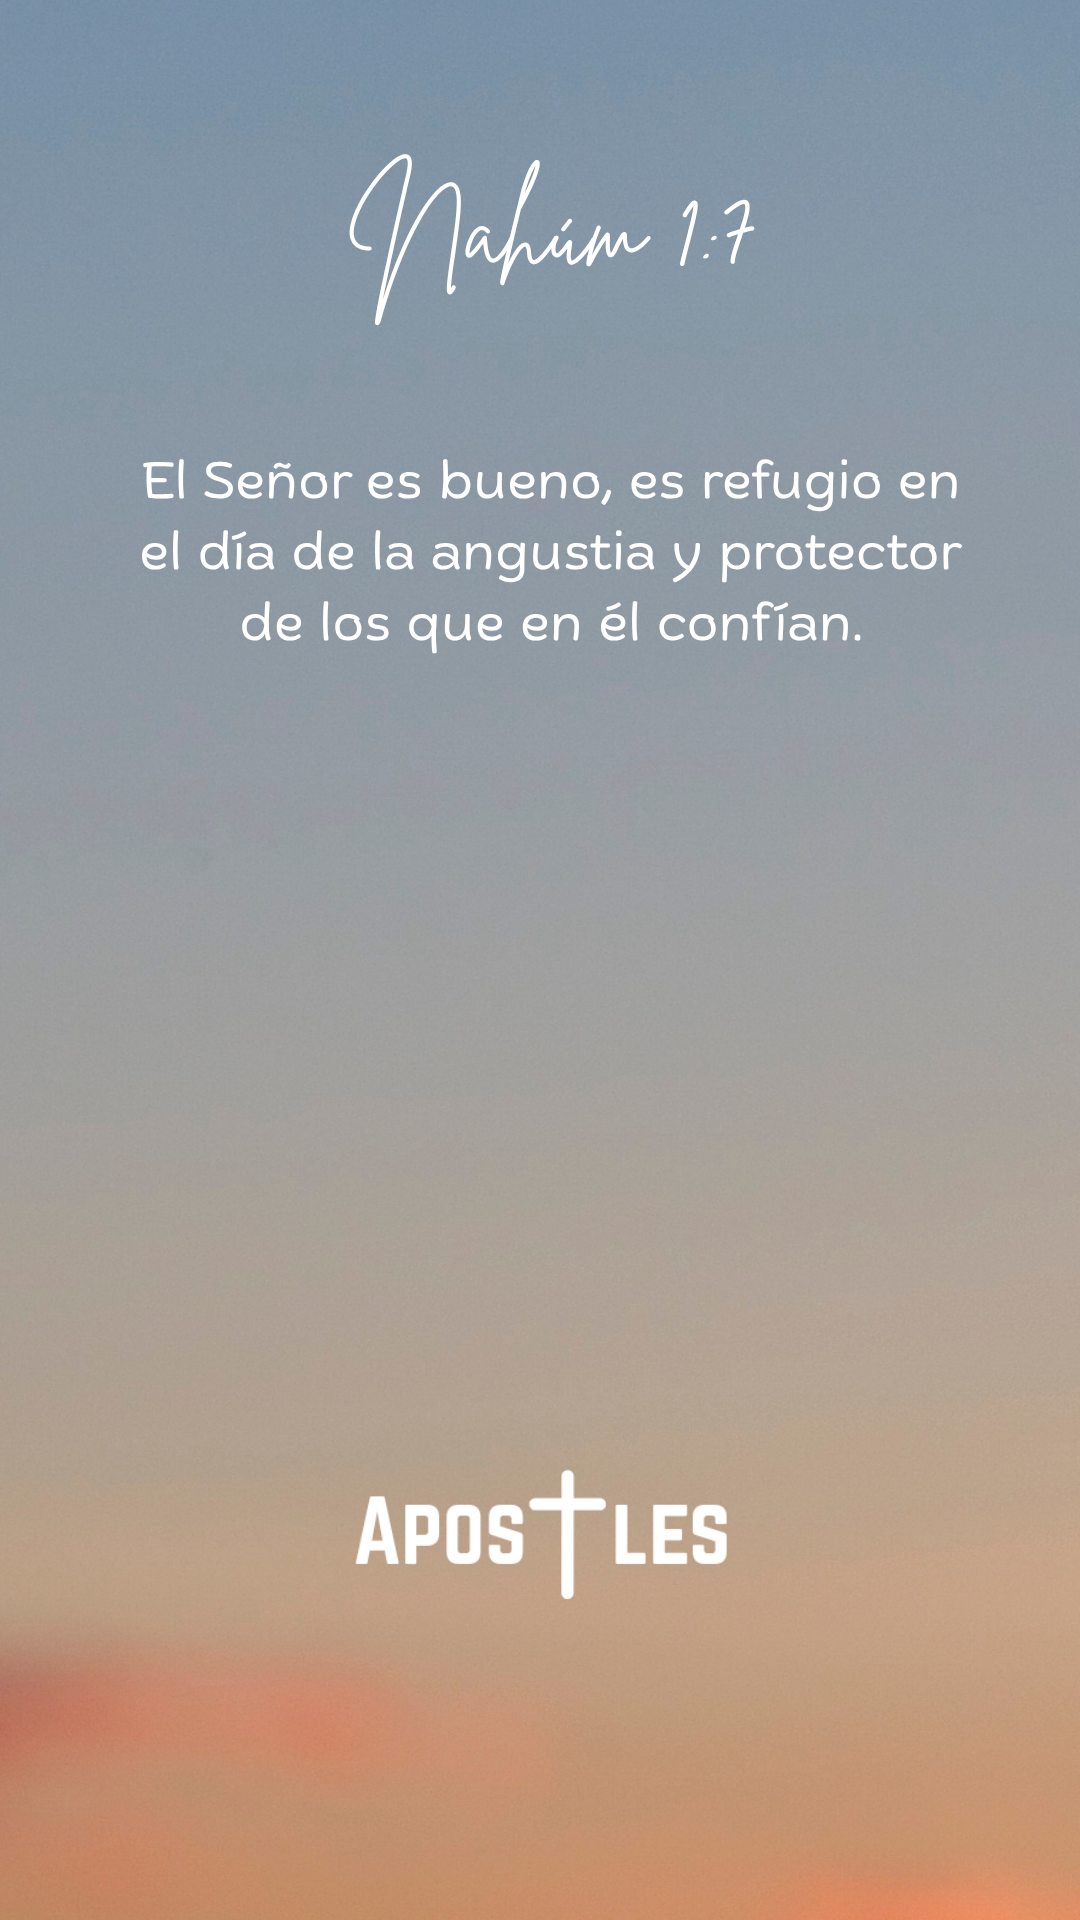 Nahúm 1:7
El Señor es bueno, es refugio en
el día de la angustia y protector
de los que en él confían.
APOSTLES